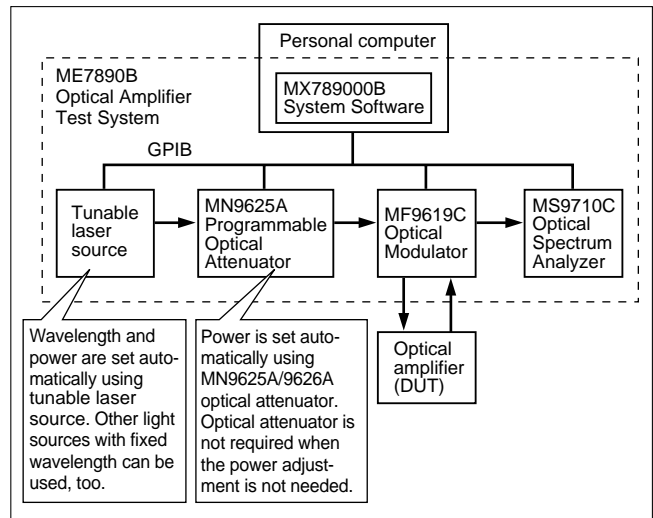 Personal computer
MX789000B
System Software
ME7890B
Optical Amplifier
Test System
GPIB
Tunable
laser
source
MN9625A
Programmable
Optical
Attenuator
MF9619C
Optical
Modulator
MS9710C
Optical
Spectrum
Analyzer
Wavelength and
power are set auto-
matically using
tunable laser
source. Other light
sources with fixed
wavelength can be
used, too.
Power is set auto-
matically using
MN9625A/9626A
optical attenuator.
Optical attenuator is
not required when
the power adjust-
ment is not needed.
Optical
amplifier
(DUT)